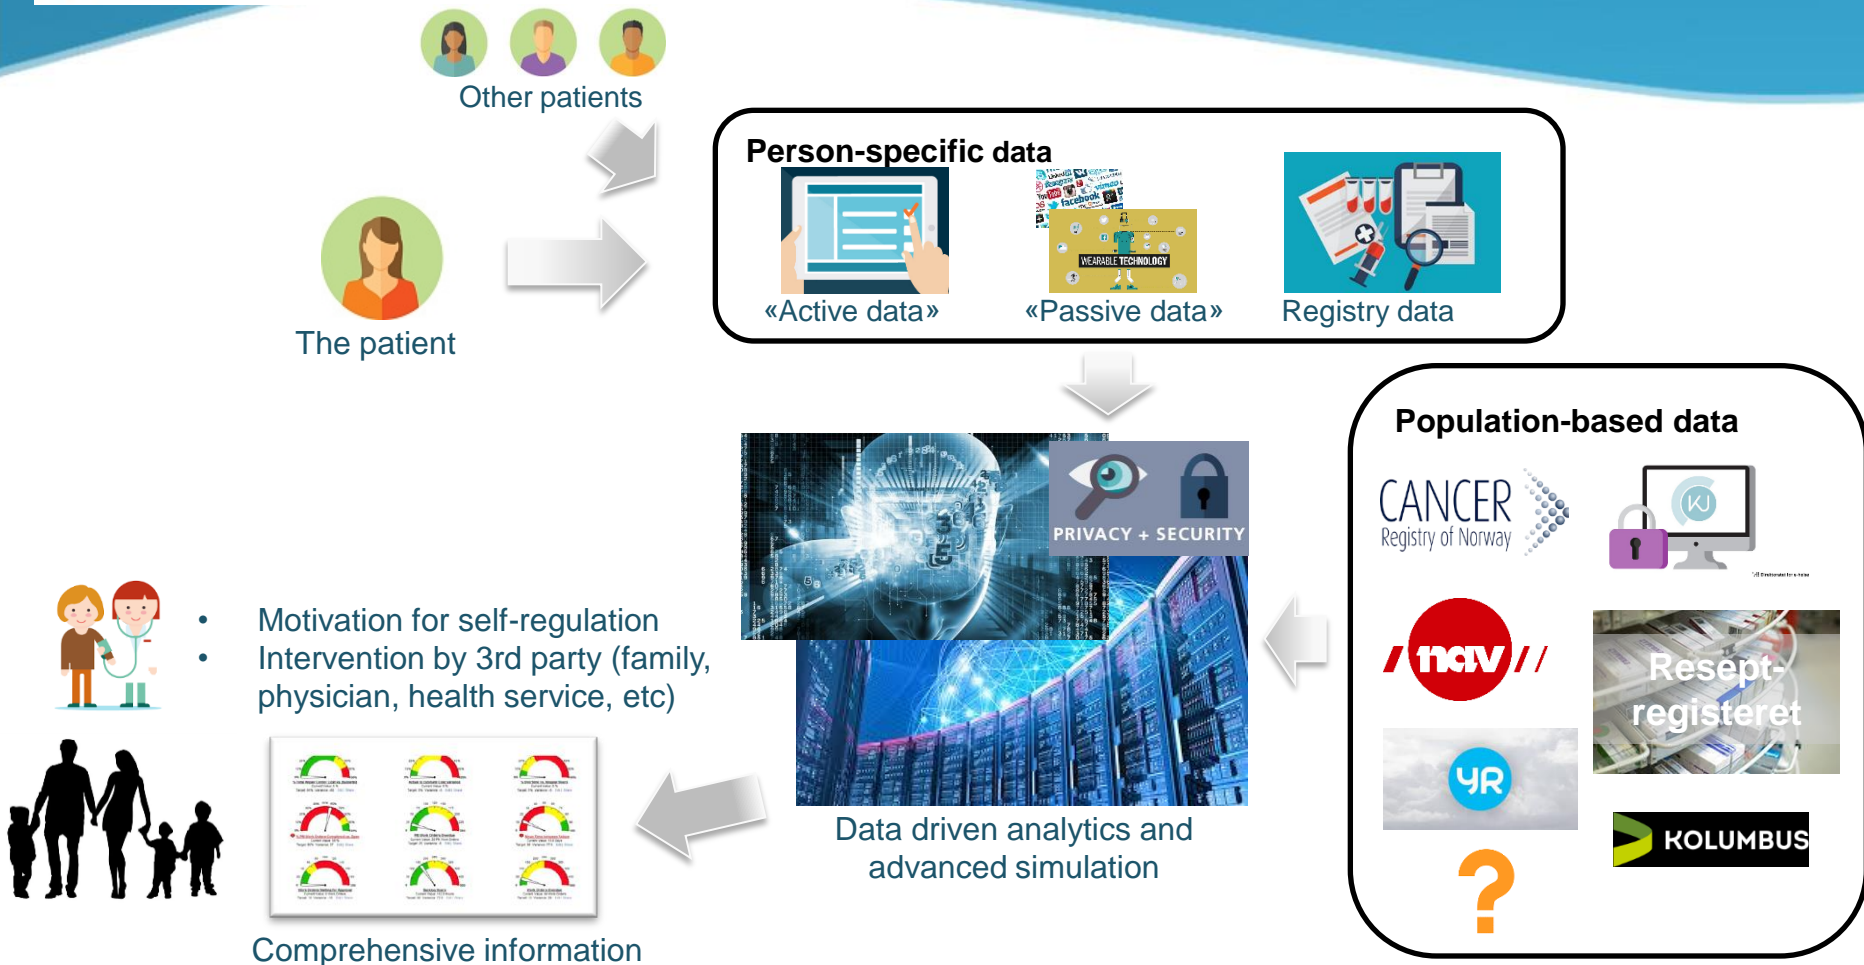 Other patients
Person-specific data
facebook
vimeo
WEARABLE TECHNOLOGY
«Active data»
«Passive data»
Registry data
The patient
Population-based data
CANCER
Registry of Norway
PRIVACY + SECURITY
• Motivation for self-regulation
• Intervention by 3rd party (family,
physician, health service, etc)
nav
Resept-
registeret
YR
KOLUMBUS
?
Data driven analytics and
advanced simulation
Comprehensive information